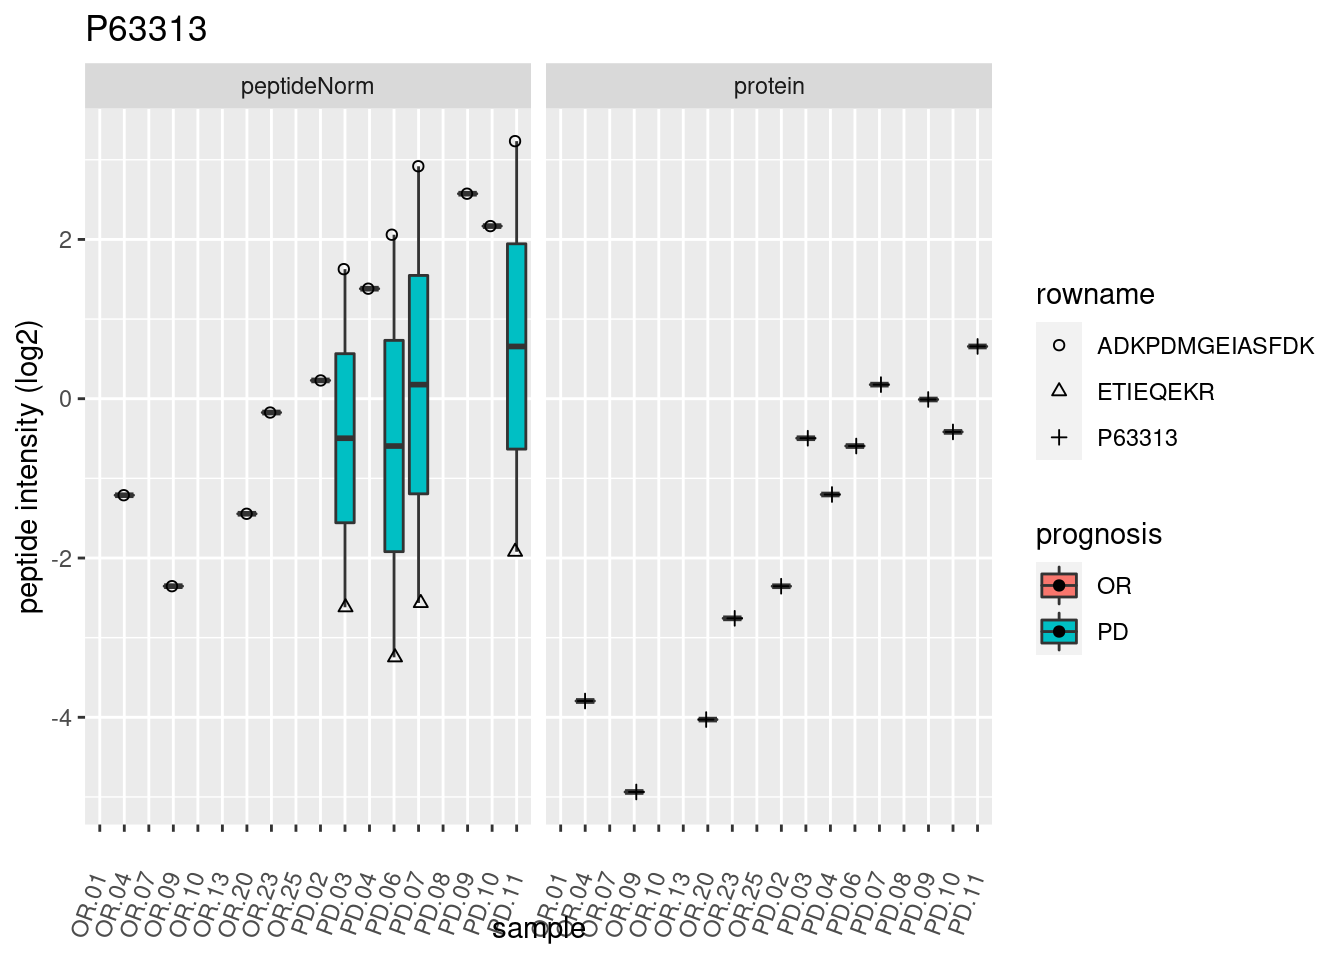 P63313
peptideNorm
protein
peptide intensity (log2)
2
0
-2
-4
OR.01
OR.04
OR.07
OR.09
OR.10
OR.13
OR.20
OR.23
OR.25
PD.02
PD.03
PD.04
PD.06
PD.07
PD.08
PD.09
PD.10
PD.11
OR.01
OR.04
OR.07
OR.09
OR.10
OR.13
OR.20
OR.23
OR.25
PD.02
PD.03
PD.04
PD.06
PD.07
PD.08
PD.09
PD.10
PD.11
sample
rowname
ADKPDMGEIASFDK
ETIEQEKR
P63313
prognosis
OR
PD